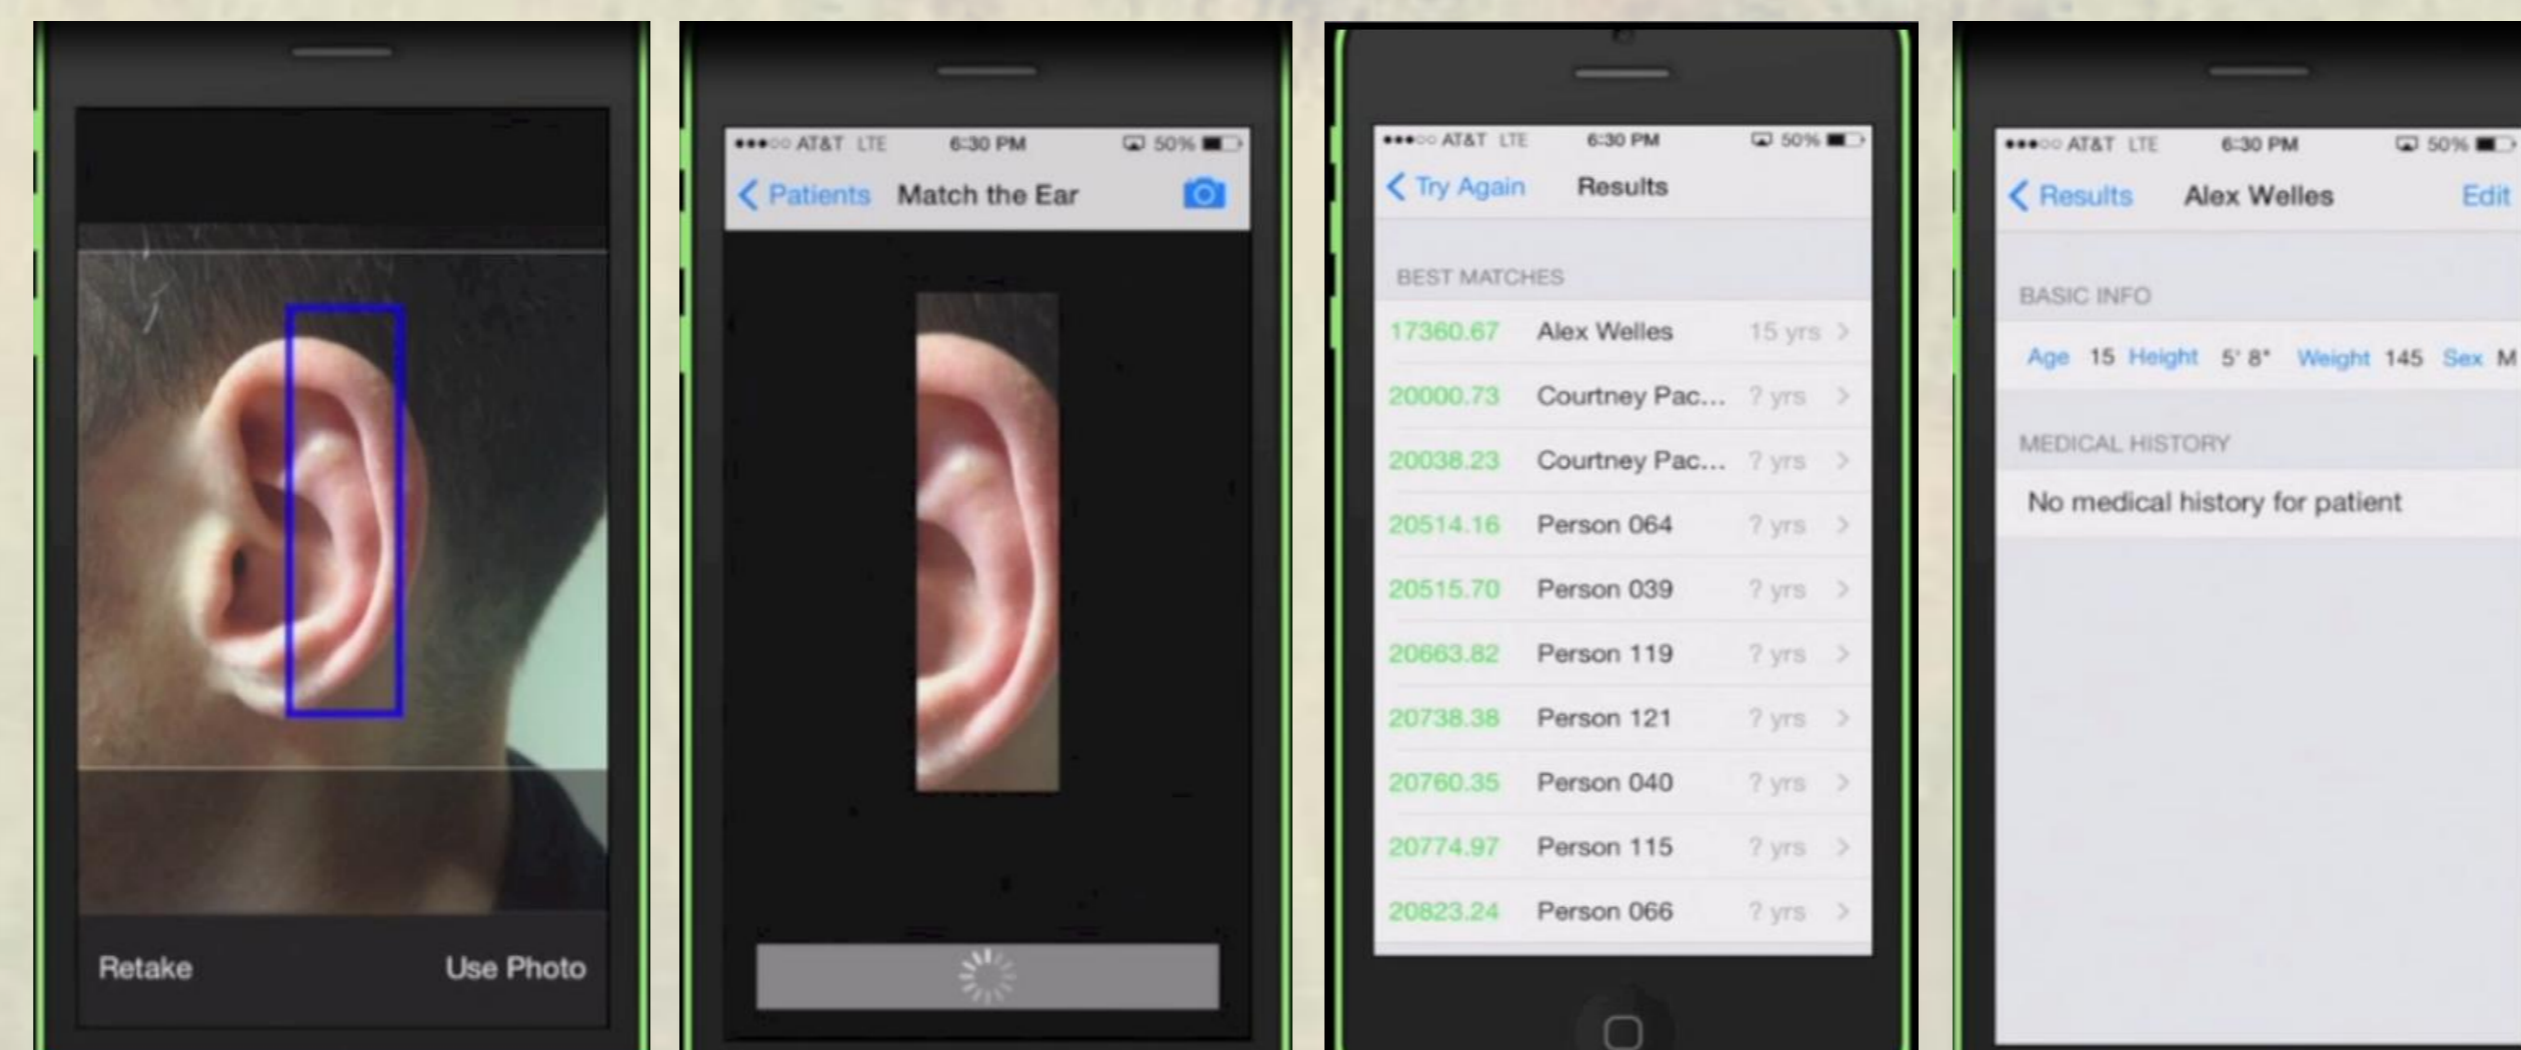 Retake Use Photo
●●●○○ AT&T LTE 6:30 PM 50%
Patients Match the Ear
●●●○○ AT&T LTE 6:30 PM 50%
Try Again Results
BEST MATCHES
17360.67 Alex Welles 15 yrs
20000.73 Courtney Pac... ? yrs
20038.23 Courtney Pac... ? yrs
20514.16 Person 064 ? yrs
20515.70 Person 039 ? yrs
20663.82 Person 119 ? yrs
20738.38 Person 121 ? yrs
20760.35 Person 040 ? yrs
20774.97 Person 115 ? yrs
20823.24 Person 066 ? yrs
●●●○○ AT&T LTE 6:30 PM 50%
Results Alex Welles Edit
BASIC INFO
Age 15 Height 5' 8" Weight 145 Sex M
MEDICAL HISTORY
No medical history for patient